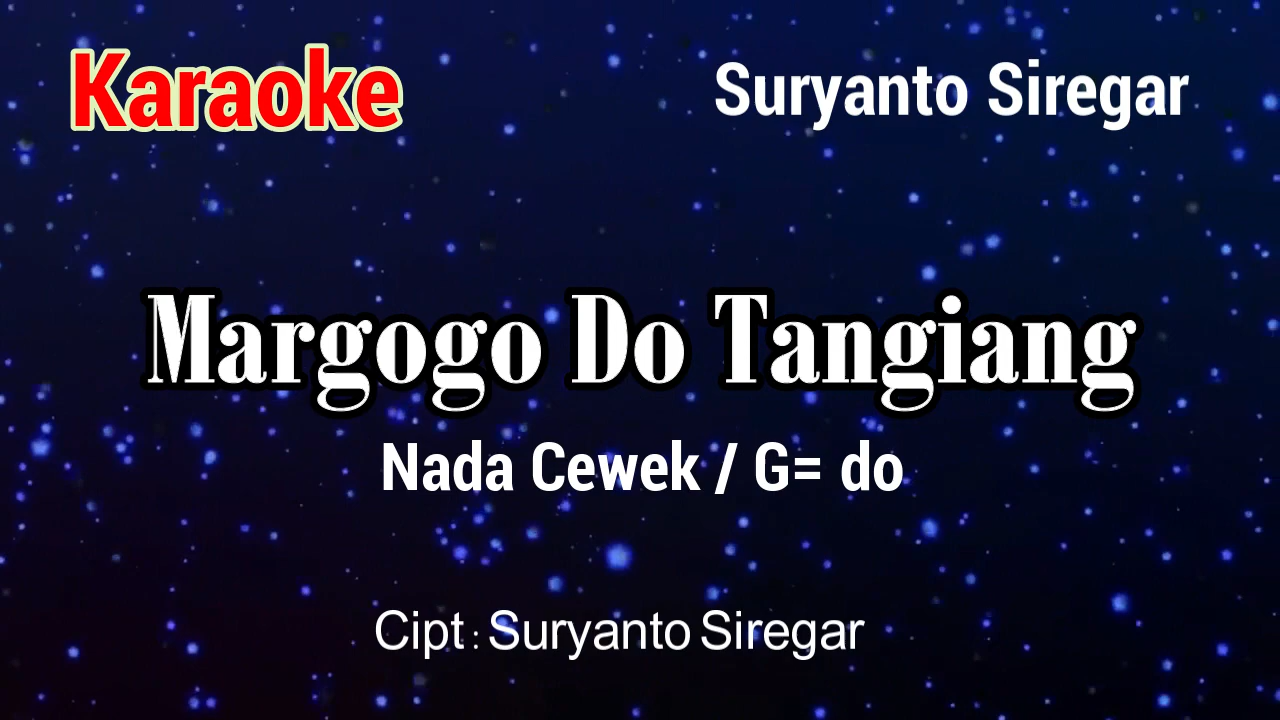 Karaoke
Suryanto Siregar
Margogo Do Tangiang
Nada Cewek / G= do
Cipt : Suryanto Siregar